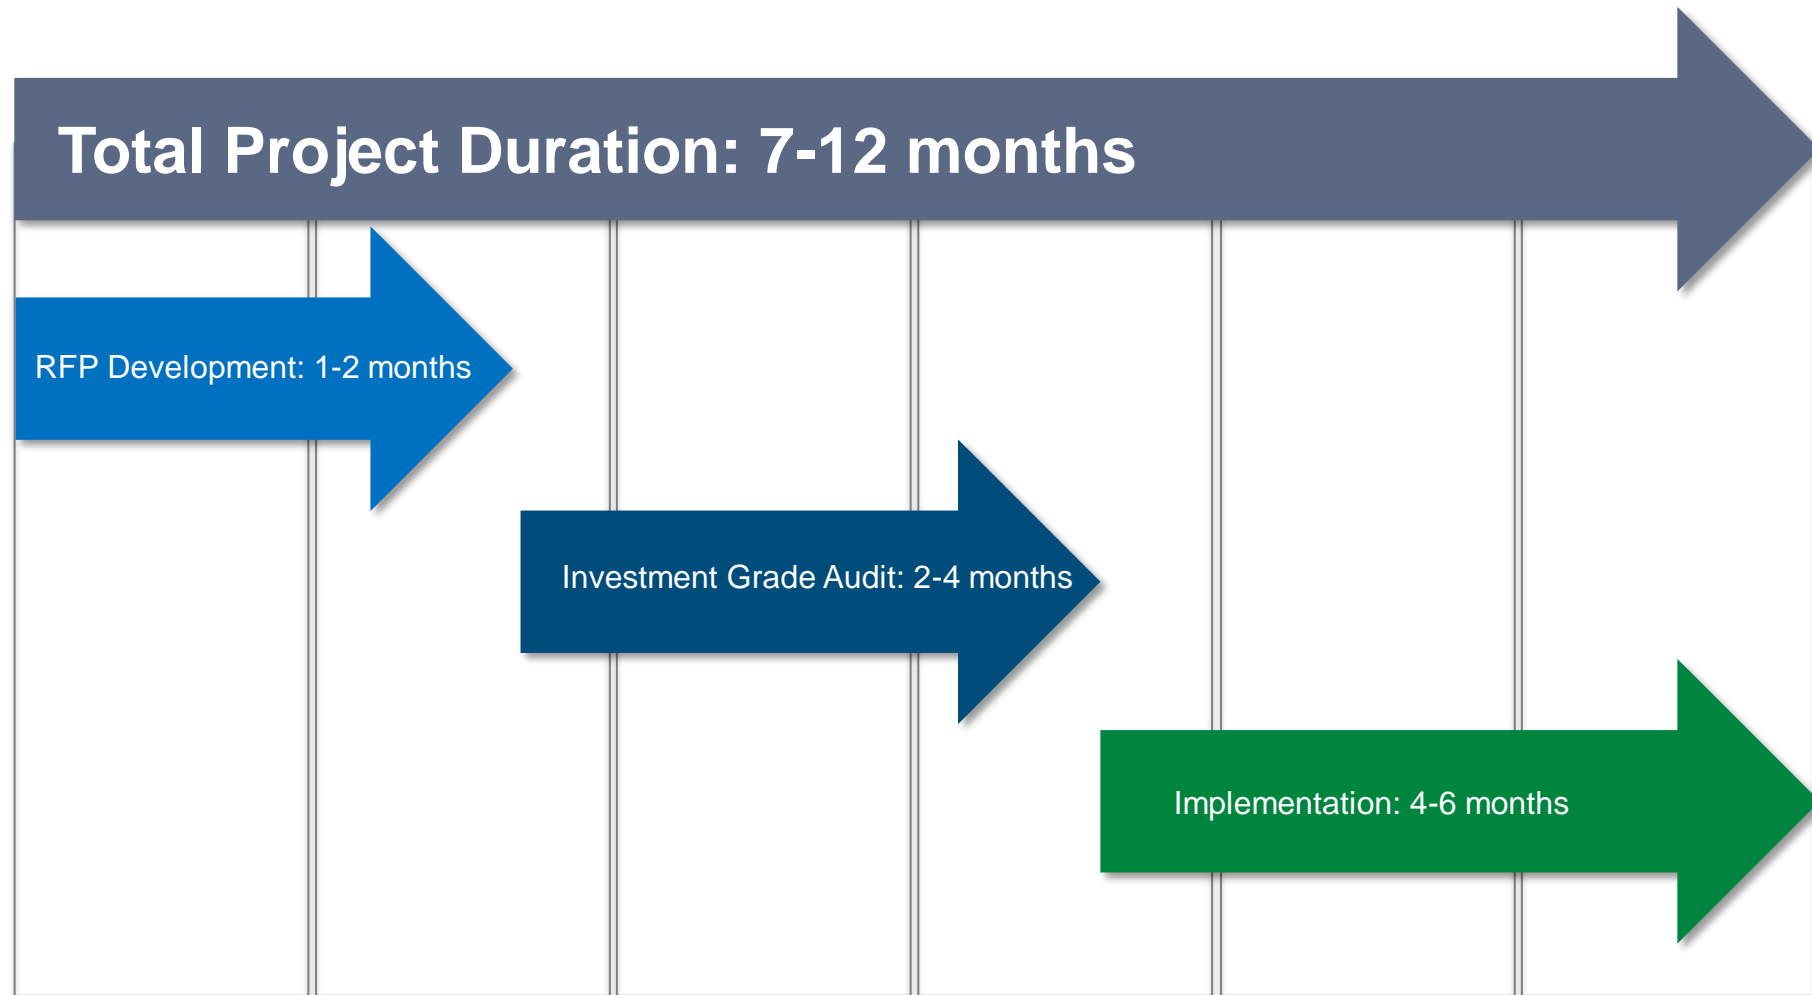 Total Project Duration: 7-12 months
RFP Development: 1-2 months
Investment Grade Audit: 2-4 months
Implementation: 4-6 months